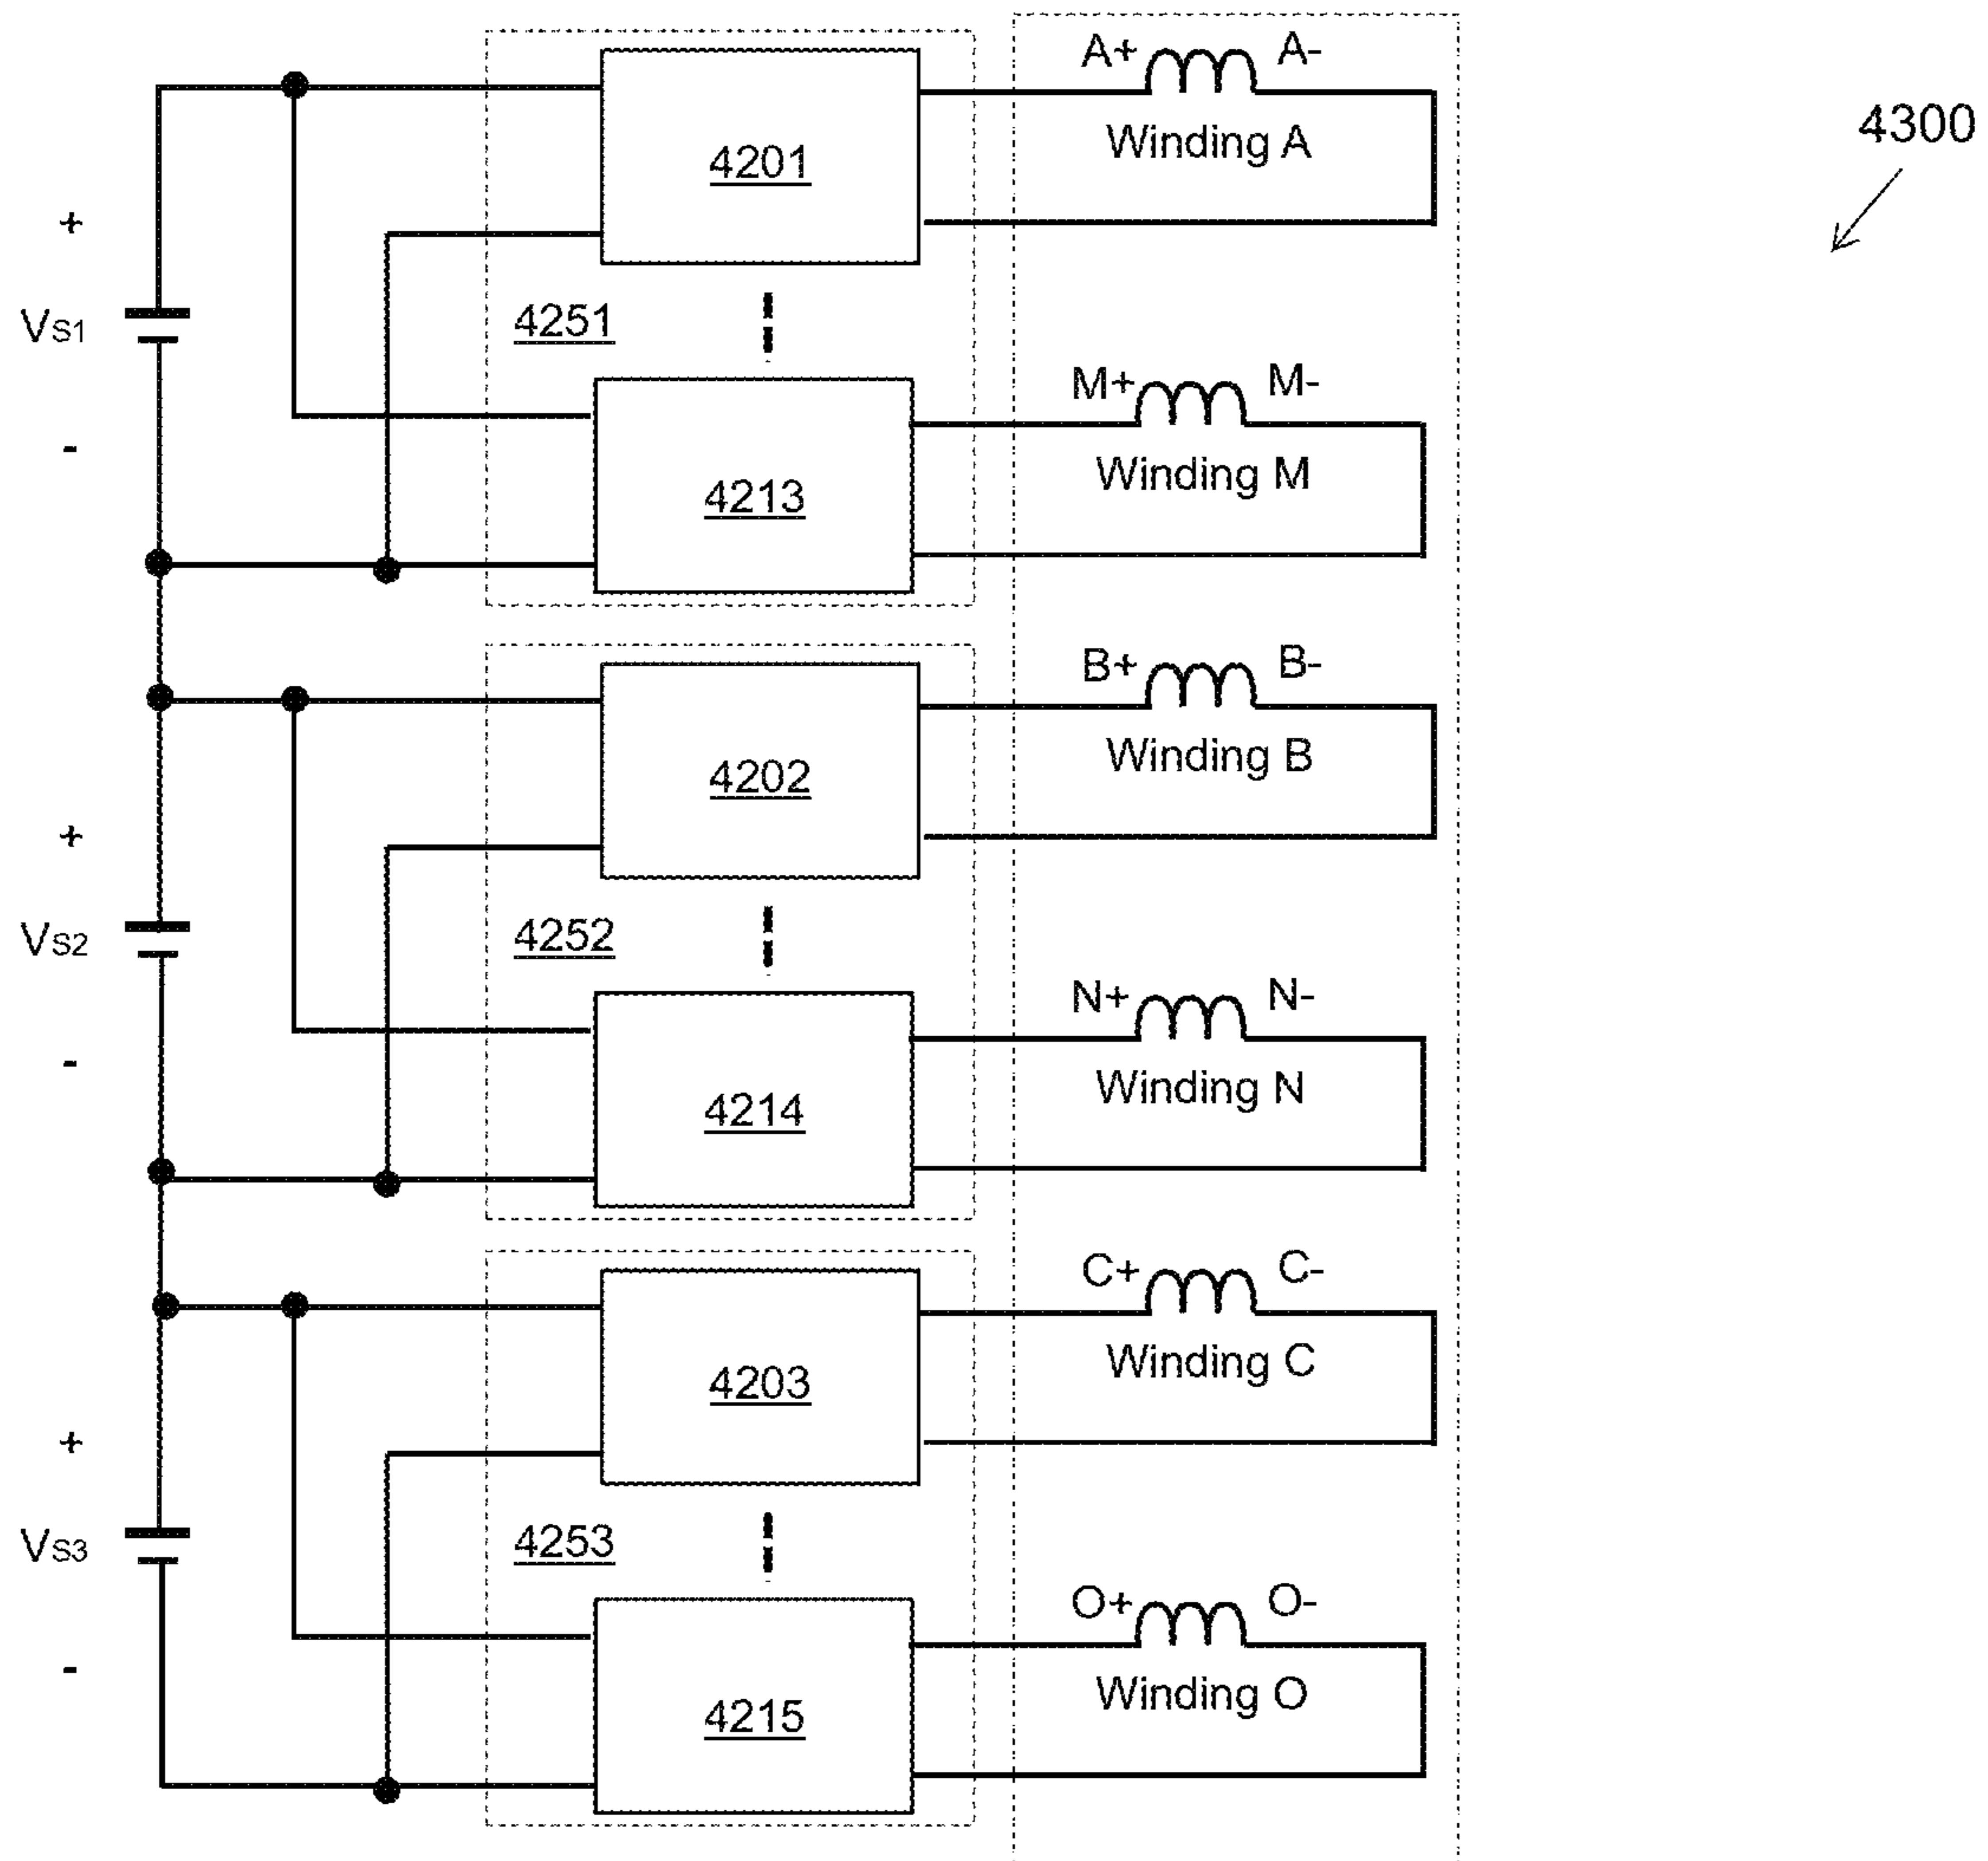 A+ A-
4300
Winding A
4201
+
VS1
4251
-
M+ M-
Winding M
4213
B+ B-
Winding B
4202
+
VS2
4252
-
N+ N-
Winding N
4214
C+ C-
Winding C
4203
+
VS3
4253
-
O+ O-
Winding O
4215